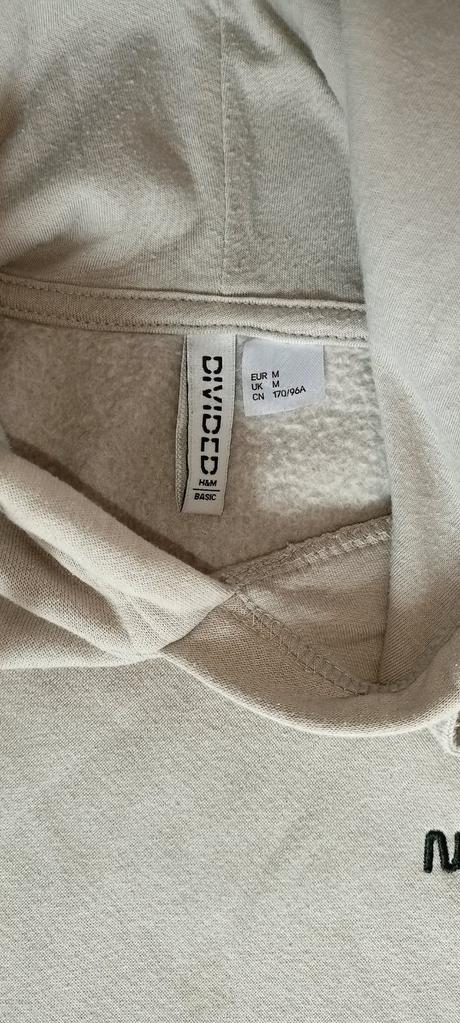 DIVIDED
H&M
BASIC
EUR M
UK M
CN 170/96A
N